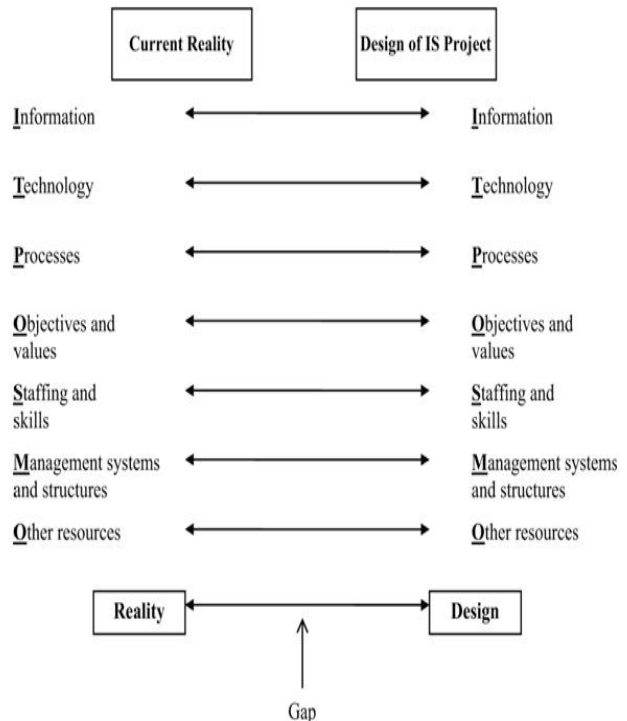 Current Reality
Design of IS Project
Information
Information
Technology
Technology
Processes
Processes
Objectives and
values
Objectives and
values
Staffing and
skills
Staffing and
skills
Management systems
and structures
Management systems
and structures
Other resources
Other resources
Reality
Design
Gap